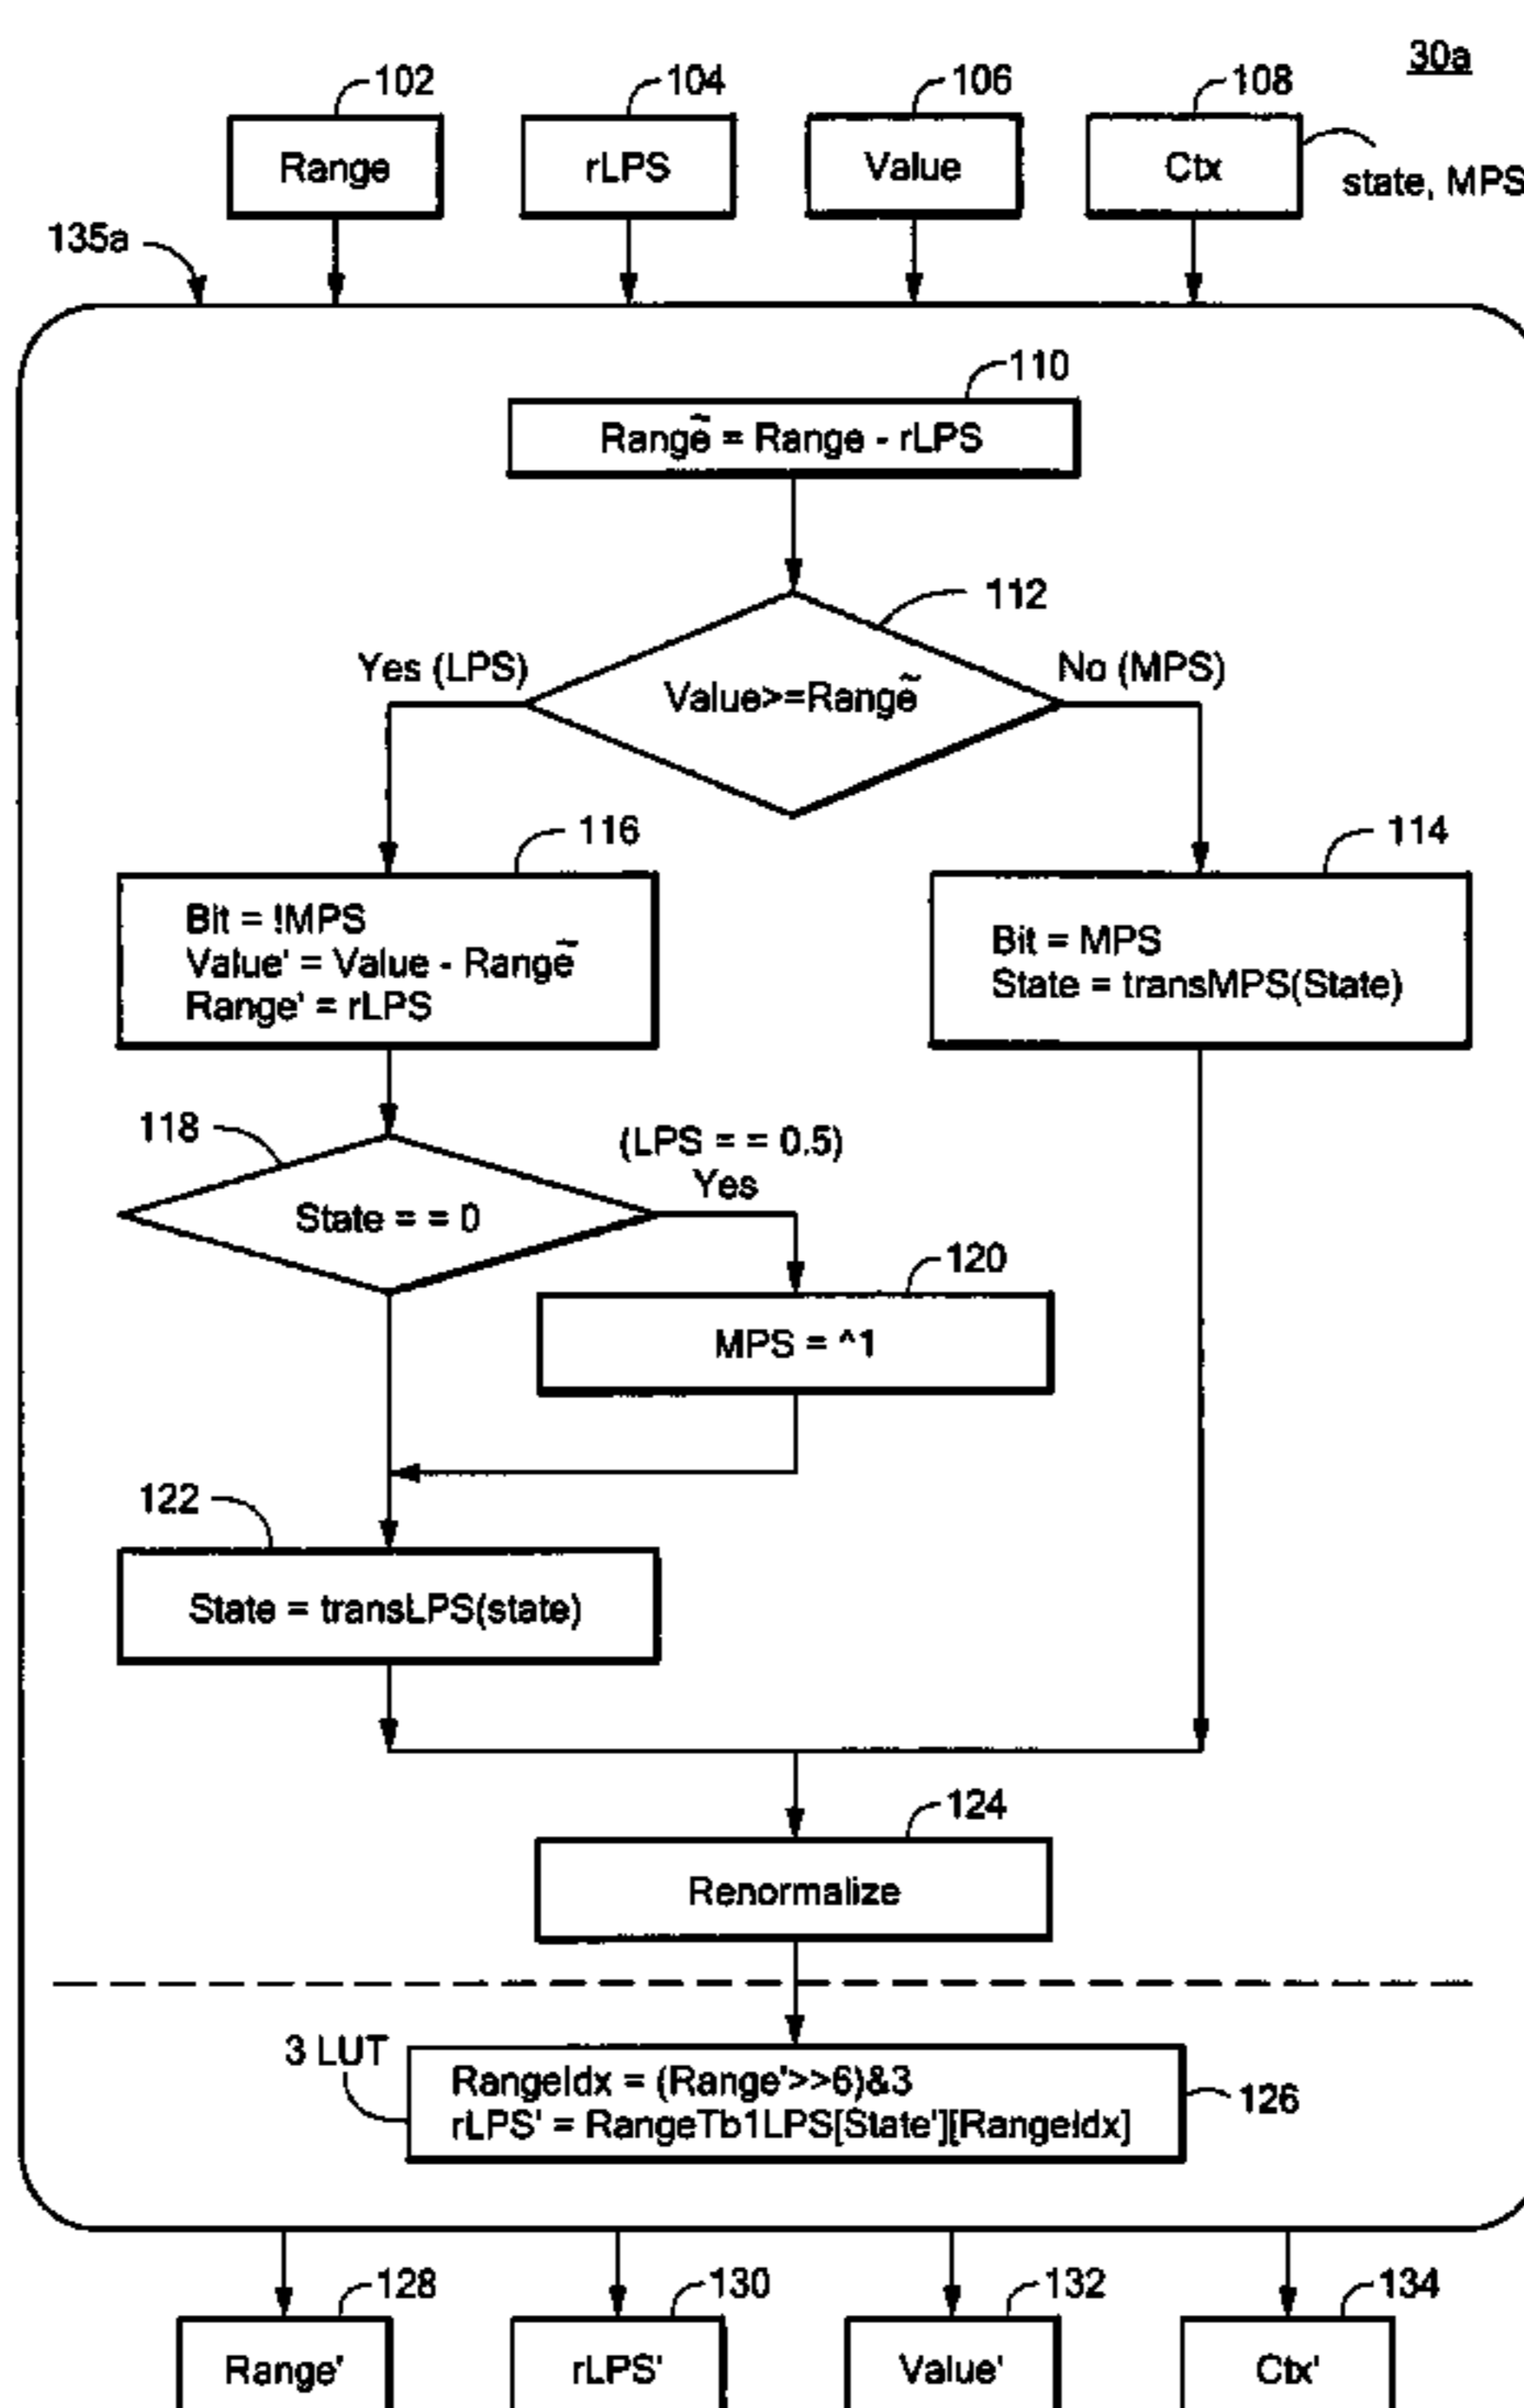 30a
102
104
106
108
Range
rLPS
Value
Ctx
state, MPS
135a
110
Range͂ = Range - rLPS
112
Yes (LPS)
Value>=Range͂
No (MPS)
116
114
Bit = !MPS
Value' = Value - Range͂
Range' = rLPS
Bit = MPS
State = transMPS(State)
118
(LPS = = 0.5)
Yes
State = = 0
120
MPS = ^1
122
State = transLPS(state)
124
Renormalize
3 LUT
RangeIdx = (Range'>>6)&3
rLPS' = RangeTb1LPS[State'][RangeIdx]
126
128
130
132
134
Range'
rLPS'
Value'
Ctx'